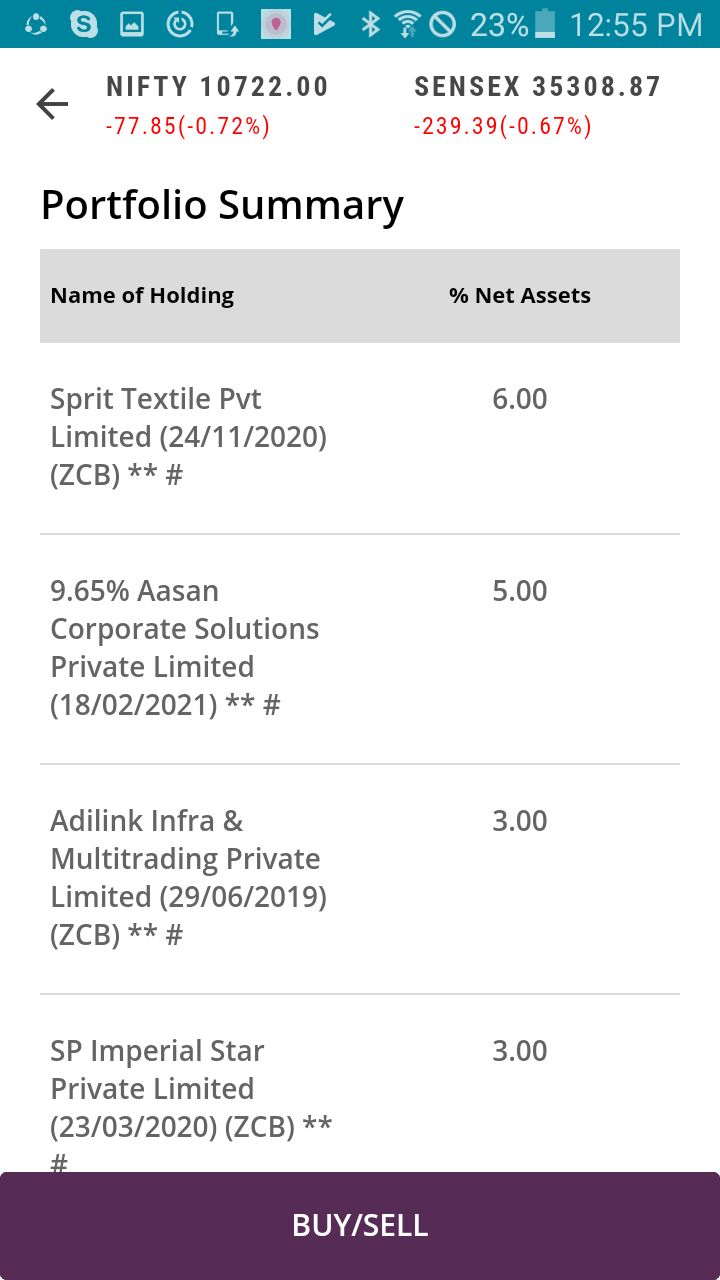 23% 12:55 PM
NIFTY 10722.00 SENSEX 35308.87
-77.85(-0.72%) -239.39(-0.67%)
Portfolio Summary
Name of Holding % Net Assets
Sprit Textile Pvt 6.00
Limited (24/11/2020)
(ZCB) ** #
9.65% Aasan 5.00
Corporate Solutions
Private Limited
(18/02/2021) ** #
Adilink Infra & 3.00
Multitrading Private
Limited (29/06/2019)
(ZCB) ** #
SP Imperial Star 3.00
Private Limited
(23/03/2020) (ZCB) **
#
BUY/SELL